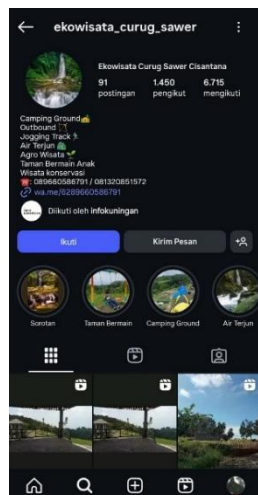 ekowisata_curug_sawer
Ekowisata Curug Sawer Cisantana
91 1.450 6.715
postingan pengikut mengikuti
Camping Ground
Outbound
Jogging Track
Air Terjun
Agro Wisata
Taman Bermain Anak
Wisata konservasi
: 089660586791 / 081320851572
wa.me/6289660586791
Diikuti oleh infokuningan
Ikuti Kirim Pesan
Sorotan Taman Bermain Camping Ground Air Terjun